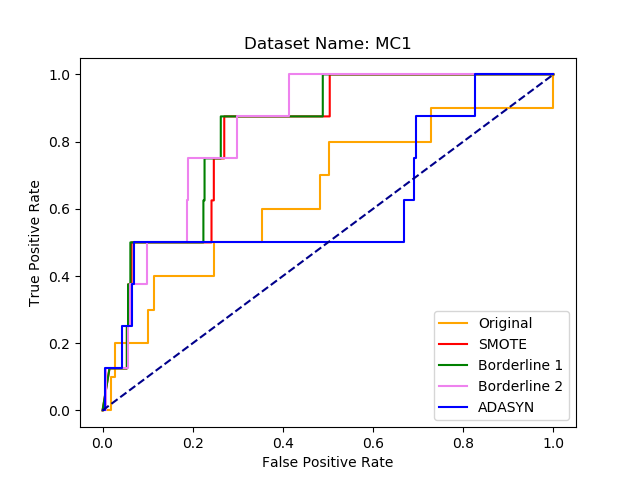 Dataset Name: MC1
True Positive Rate
1.0
0.8
0.6
0.4
0.2
0.0
0.0 0.2 0.4 0.6 0.8 1.0
False Positive Rate
Original
SMOTE
Borderline 1
Borderline 2
ADASYN